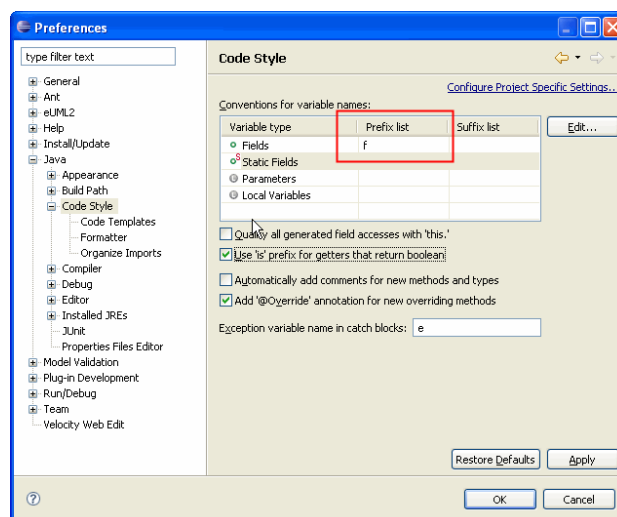 Preferences
type filter text
General
Ant
eUML2
Help
Install/Update
Java
Appearance
Build Path
Code Style
Code Templates
Formatter
Organize Imports
Compiler
Debug
Editor
Installed JREs
JUnit
Properties Files Editor
Model Validation
Plug-in Development
Run/Debug
Team
Velocity Web Edit
Code Style
Configure Project Specific Settings...
Conventions for variable names:
Variable type Prefix list Suffix list
Fields f
S Static Fields
Parameters
Local Variables
Edit...
Qualify all generated field accesses with 'this.'
Use 'is' prefix for getters that return boolean
Automatically add comments for new methods and types
Add '@Override' annotation for new overriding methods
Exception variable name in catch blocks: e
Restore Defaults Apply
? OK Cancel